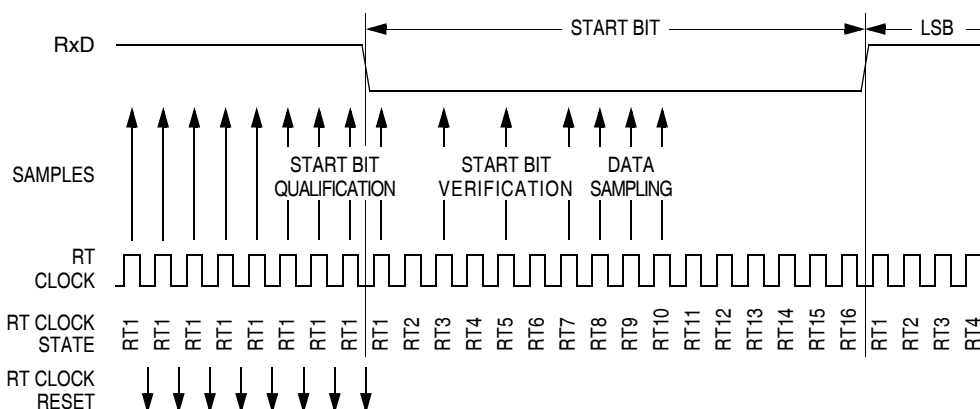 START BIT
LSB
RxD
SAMPLES
START BIT
QUALIFICATION
START BIT
VERIFICATION
DATA
SAMPLING
RT
CLOCK
RT CLOCK
STATE
RT1 RT1 RT1 RT1 RT1 RT1 RT1 RT1 RT1 RT2 RT3 RT4 RT5 RT6 RT7 RT8 RT9 RT10 RT11 RT12 RT13 RT14 RT15 RT16 RT1 RT2 RT3 RT4
RT CLOCK
RESET